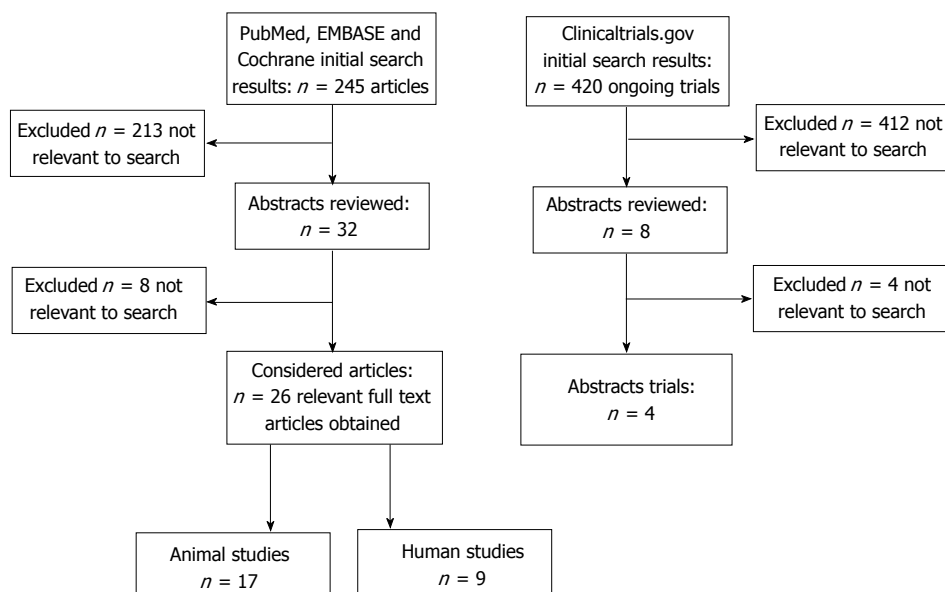 PubMed, EMBASE and
Cochrane initial search
results: n = 245 articles
Excluded n = 213 not
relevant to search
Abstracts reviewed:
n = 32
Excluded n = 8 not
relevant to search
Considered articles:
n = 26 relevant full text
articles obtained
Animal studies
n = 17
Human studies
n = 9
Clinicaltrials.gov
initial search results:
n = 420 ongoing trials
Excluded n = 412 not
relevant to search
Abstracts reviewed:
n = 8
Excluded n = 4 not
relevant to search
Abstracts trials:
n = 4